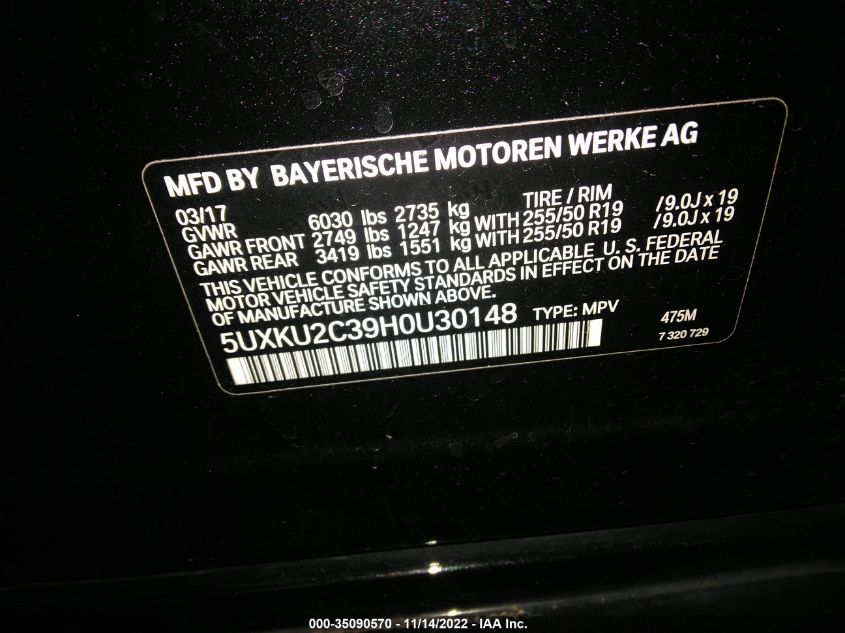 MFD BY BAYERISCHE MOTOREN WERKE AG
03/17 TIRE / RIM
GVWR 6030 lbs 2735 kg
GAWR FRONT 2749 lbs 1247 kg WITH 255/50 R19 /9.0J x 19
GAWR REAR 3419 lbs 1551 kg WITH 255/50 R19 /9.0J x 19
THIS VEHICLE CONFORMS TO ALL APPLICABLE U. S. FEDERAL
MOTOR VEHICLE SAFETY STANDARDS IN EFFECT ON THE DATE
OF MANUFACTURE SHOWN ABOVE.
5UXKU2C39H0U30148 TYPE: MPV 475M
7 320 729
000-35090570 - 11/14/2022 - IAA Inc.